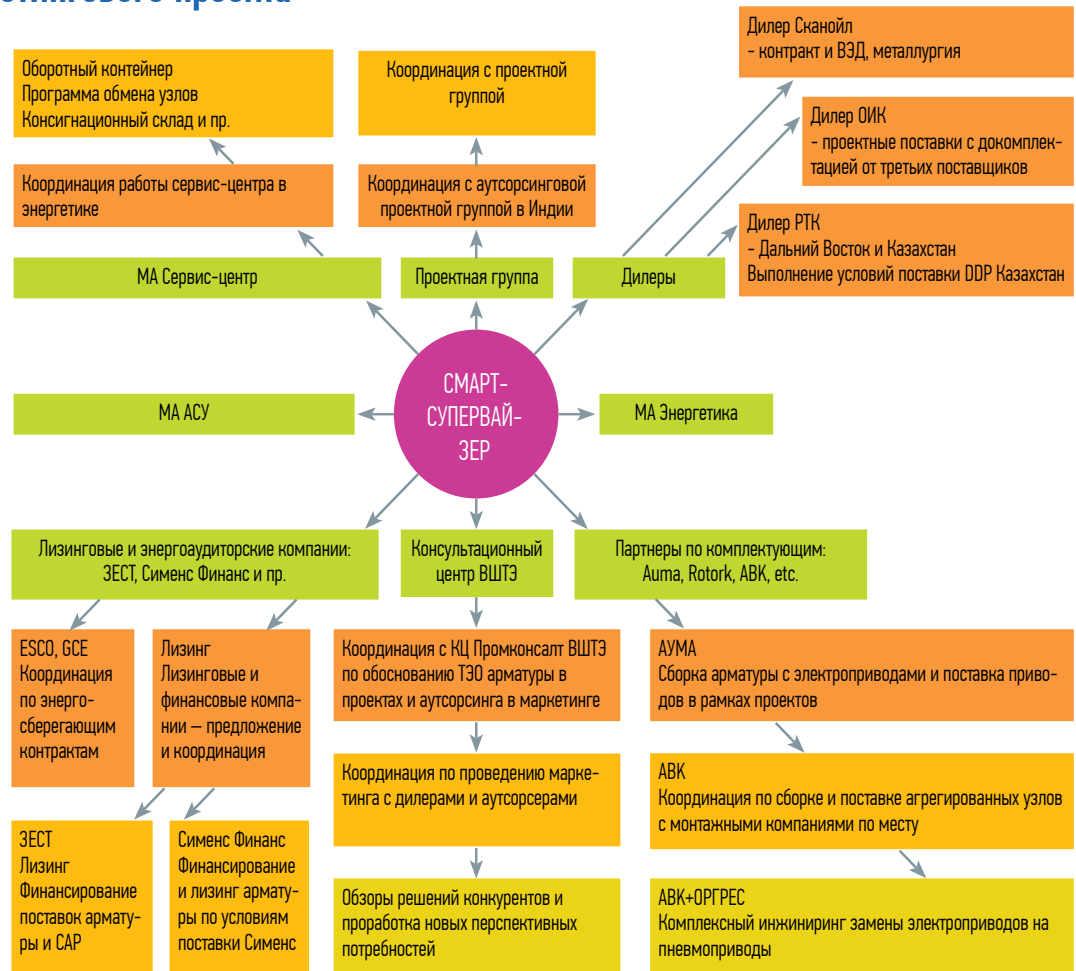 Оборотный контейнер
Программа обмена узлов
Консигнационный склад и пр.
Координация с проектной
группой
Дилер Сканойл
- контракт и ВЭД, металлургия
Дилер ОИК
- проектные поставки с докомплек-
тацией от третьих поставщиков
Координация работы сервис-центра в
энергетике
Координация с аутсорсинговой
проектной группой в Индии
Дилер РТК
- Дальний Восток и Казахстан
Выполнение условий поставки DDP Казахстан
МА Сервис-центр
Проектная группа
Дилеры
СМАРТ-
СУПЕРВАЙ-
ЗЕР
МА АСУ
МА Энергетика
Лизинговые и энергоаудиторские компании:
ЗЕСТ, Сименс Финанс и пр.
Консультационный
центр ВШТЭ
Партнеры по комплектующим:
Auma, Rotork, АВК, etc.
ESCO, GCE
Координация
по энерго-
сберегающим
контрактам
Лизинг
Лизинговые и
финансовые компа-
нии – предложение
и координация
Координация с КЦ Промконсалт ВШТЭ
по обоснованию ТЭО арматуры в
проектах и аутсорсинга в маркетинге
АУМА
Сборка арматуры с электроприводами и поставка приво-
дов в рамках проектов
Координация по проведению марке-
тинга с дилерами и аутсорсерами
АВК
Координация по сборке и поставке агрегированных узлов
с монтажными компаниями по месту
ЗЕСТ
Лизинг
Финансирование
поставок армату-
ры и САР
Сименс Финанс
Финансирование
и лизинг армату-
ры по условиям
поставки Сименс
Обзоры решений конкурентов и
проработка новых перспективных
потребностей
АВК+ОРГРЕС
Комплексный инжиниринг замены электроприводов на
пневмоприводы